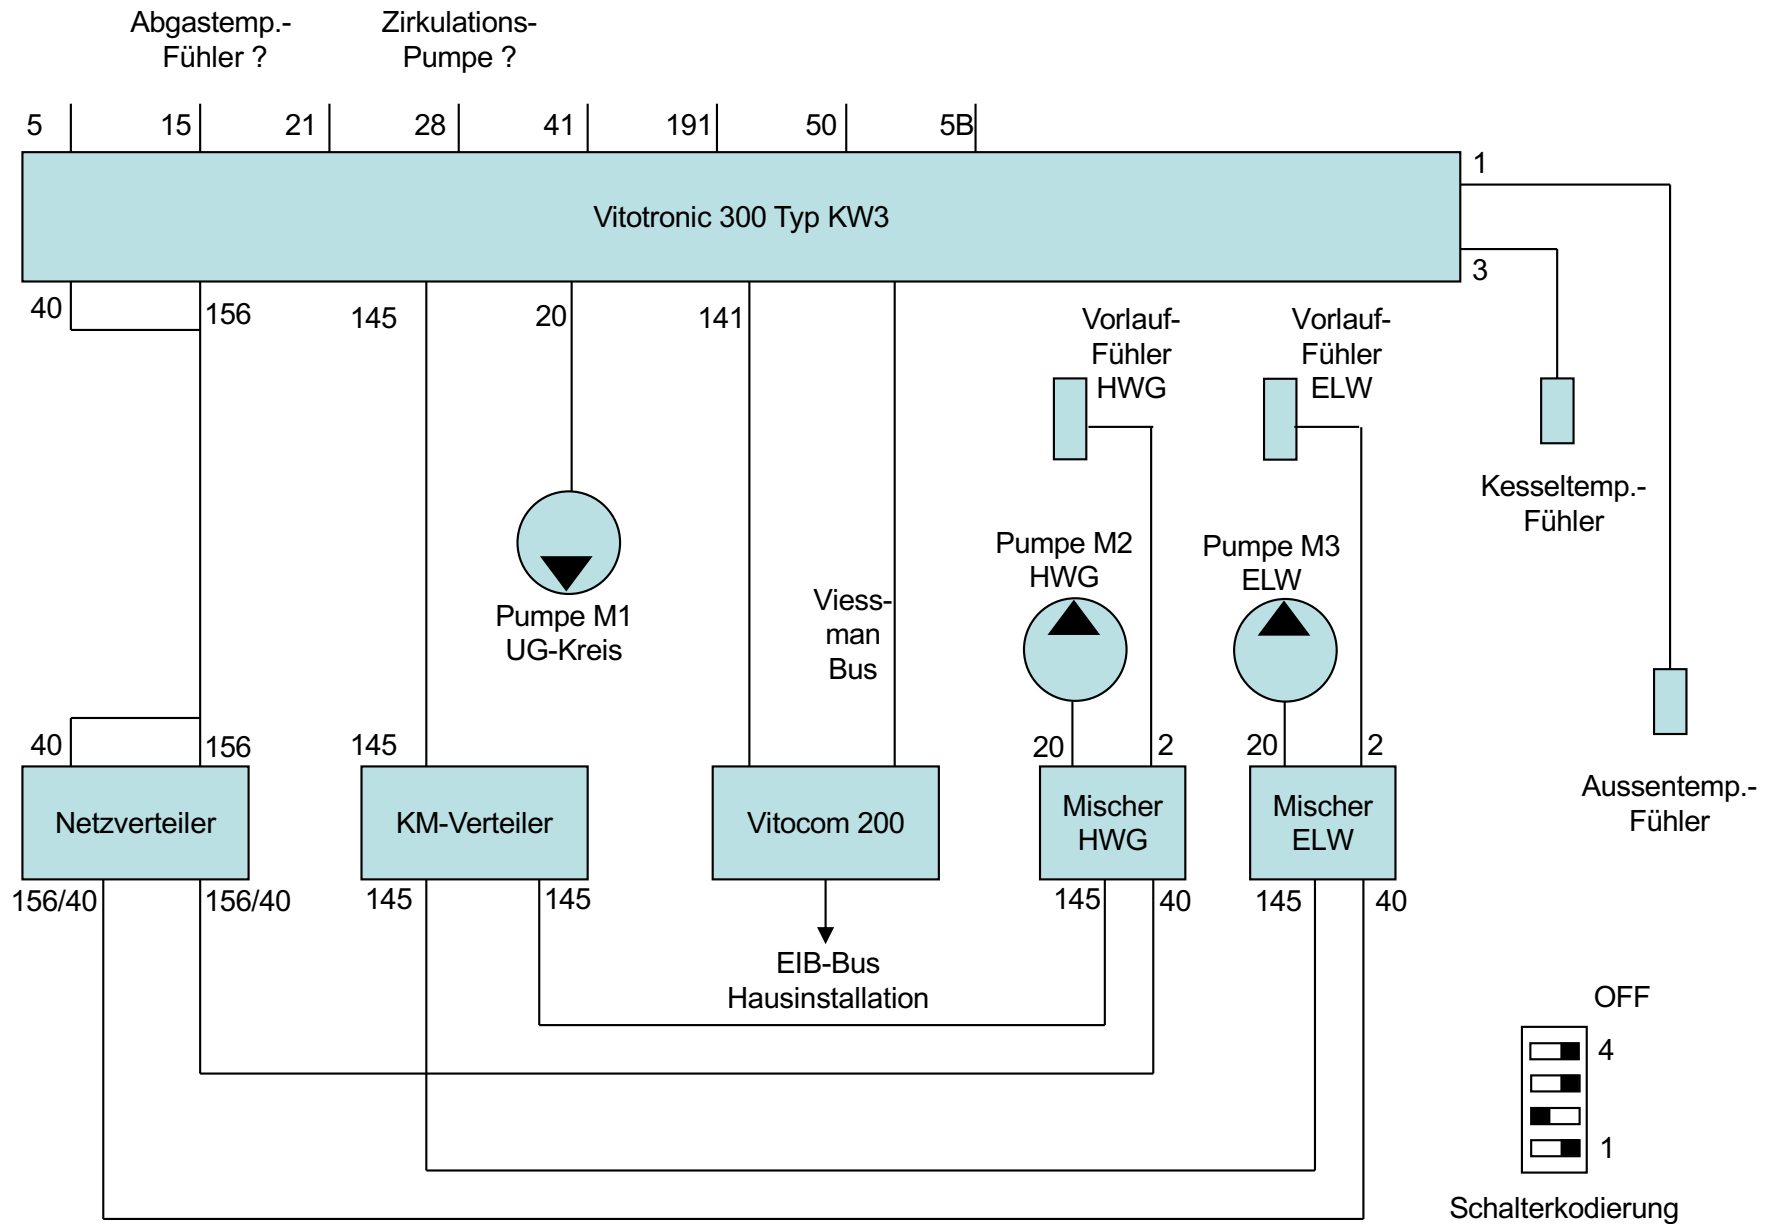 Abgastemp.-
Fühler ?
Zirkulations-
Pumpe ?
5 15 21 28 41 191 50 5B
1
Vitotronic 300 Typ KW3
3
40 156 145 20 141
Vorlauf-
Fühler
HWG
Vorlauf-
Fühler
ELW
Kesseltemp.-
Fühler
Pumpe M2
HWG
Pumpe M3
ELW
Pumpe M1
UG-Kreis
Viess-
man
Bus
40 156 145 20 2 20 2
Netzverteiler
KM-Verteiler
Vitocom 200
Mischer
HWG
Mischer
ELW
Aussentemp.-
Fühler
156/40 156/40 145 145 145 40 145 40
EIB-Bus
Hausinstallation
OFF
4
1
Schalterkodierung